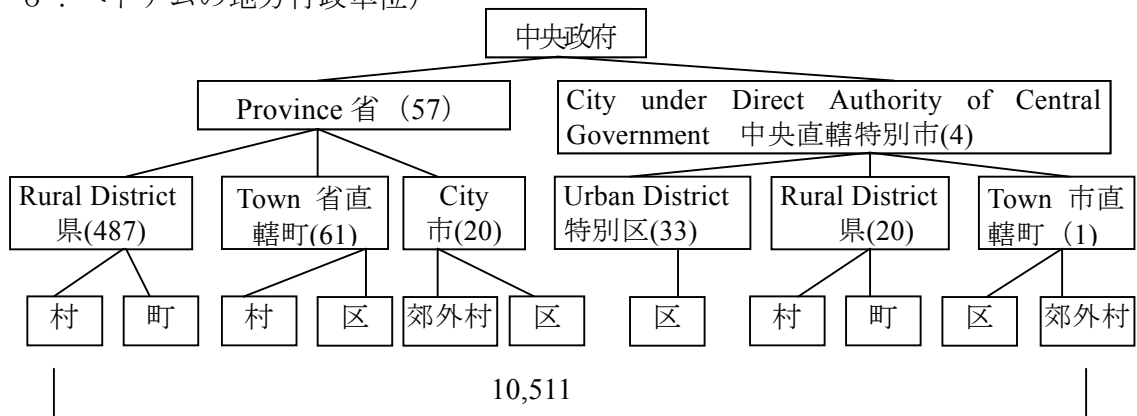 ベトナムの地方行政単位）
中央政府
Province 省（57）
City under Direct Authority of Central
Government 中央直轄特別市(4)
Rural District
県(487)
Town 省直
轄町(61)
City
市(20)
Urban District
特別区(33)
Rural District
県(20)
Town 市直
轄町（1）
村
町
村
区
郊外村
区
区
村
町
区
郊外村
10,511